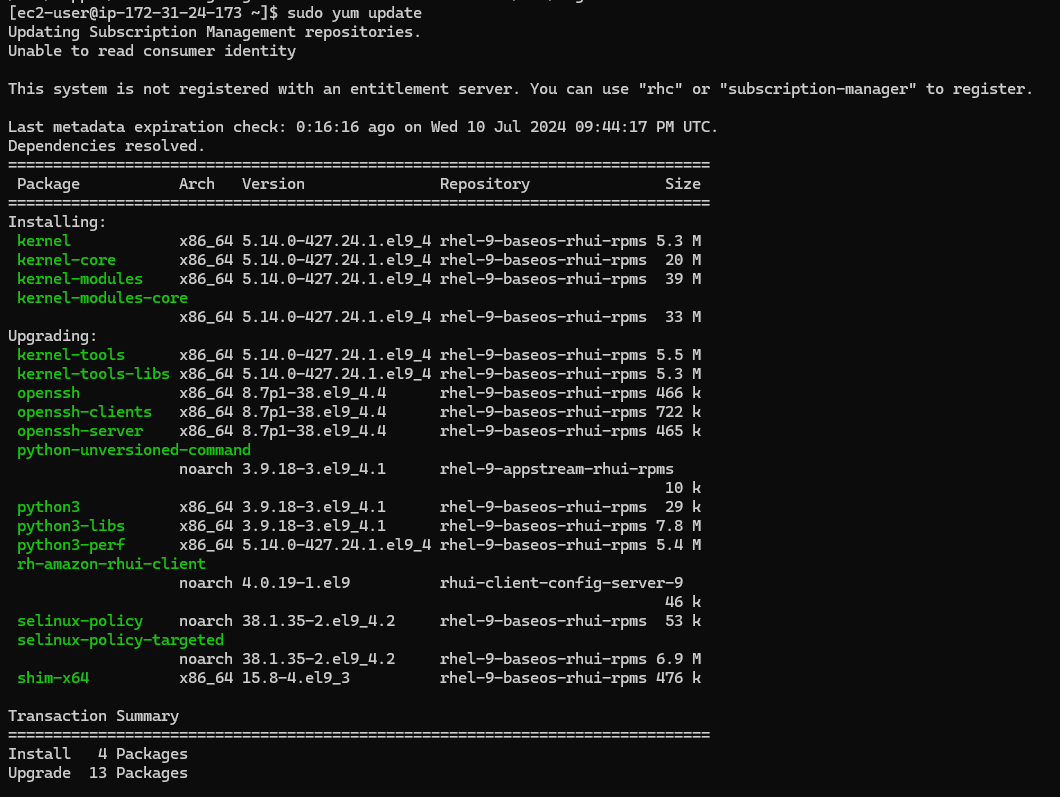 [ec2-user@ip-172-31-24-173 ~]$ sudo yum update
Updating Subscription Management repositories.
Unable to read consumer identity

This system is not registered with an entitlement server. You can use "rhc" or "subscription-manager" to register.

Last metadata expiration check: 0:16:16 ago on Wed 10 Jul 2024 09:44:17 PM UTC.
Dependencies resolved.
==============================================================================
 Package           Arch   Version               Repository               Size
==============================================================================
Installing:
 kernel            x86_64 5.14.0-427.24.1.el9_4 rhel-9-baseos-rhui-rpms 5.3 M
 kernel-core       x86_64 5.14.0-427.24.1.el9_4 rhel-9-baseos-rhui-rpms  20 M
 kernel-modules    x86_64 5.14.0-427.24.1.el9_4 rhel-9-baseos-rhui-rpms  39 M
 kernel-modules-core
                   x86_64 5.14.0-427.24.1.el9_4 rhel-9-baseos-rhui-rpms  33 M
Upgrading:
 kernel-tools      x86_64 5.14.0-427.24.1.el9_4 rhel-9-baseos-rhui-rpms 5.5 M
 kernel-tools-libs x86_64 5.14.0-427.24.1.el9_4 rhel-9-baseos-rhui-rpms 5.3 M
 openssh           x86_64 8.7p1-38.el9_4.4      rhel-9-baseos-rhui-rpms 466 k
 openssh-clients   x86_64 8.7p1-38.el9_4.4      rhel-9-baseos-rhui-rpms 722 k
 openssh-server    x86_64 8.7p1-38.el9_4.4      rhel-9-baseos-rhui-rpms 465 k
 python-unversioned-command
                   noarch 3.9.18-3.el9_4.1      rhel-9-appstream-rhui-rpms
                                                                         10 k
 python3           x86_64 3.9.18-3.el9_4.1      rhel-9-baseos-rhui-rpms  29 k
 python3-libs      x86_64 3.9.18-3.el9_4.1      rhel-9-baseos-rhui-rpms 7.8 M
 python3-perf      x86_64 5.14.0-427.24.1.el9_4 rhel-9-baseos-rhui-rpms 5.4 M
 rh-amazon-rhui-client
                   noarch 4.0.19-1.el9          rhui-client-config-server-9
                                                                         46 k
 selinux-policy    noarch 38.1.35-2.el9_4.2     rhel-9-baseos-rhui-rpms  53 k
 selinux-policy-targeted
                   noarch 38.1.35-2.el9_4.2     rhel-9-baseos-rhui-rpms 6.9 M
 shim-x64          x86_64 15.8-4.el9_3          rhel-9-baseos-rhui-rpms 476 k

Transaction Summary
==============================================================================
Install   4 Packages
Upgrade  13 Packages